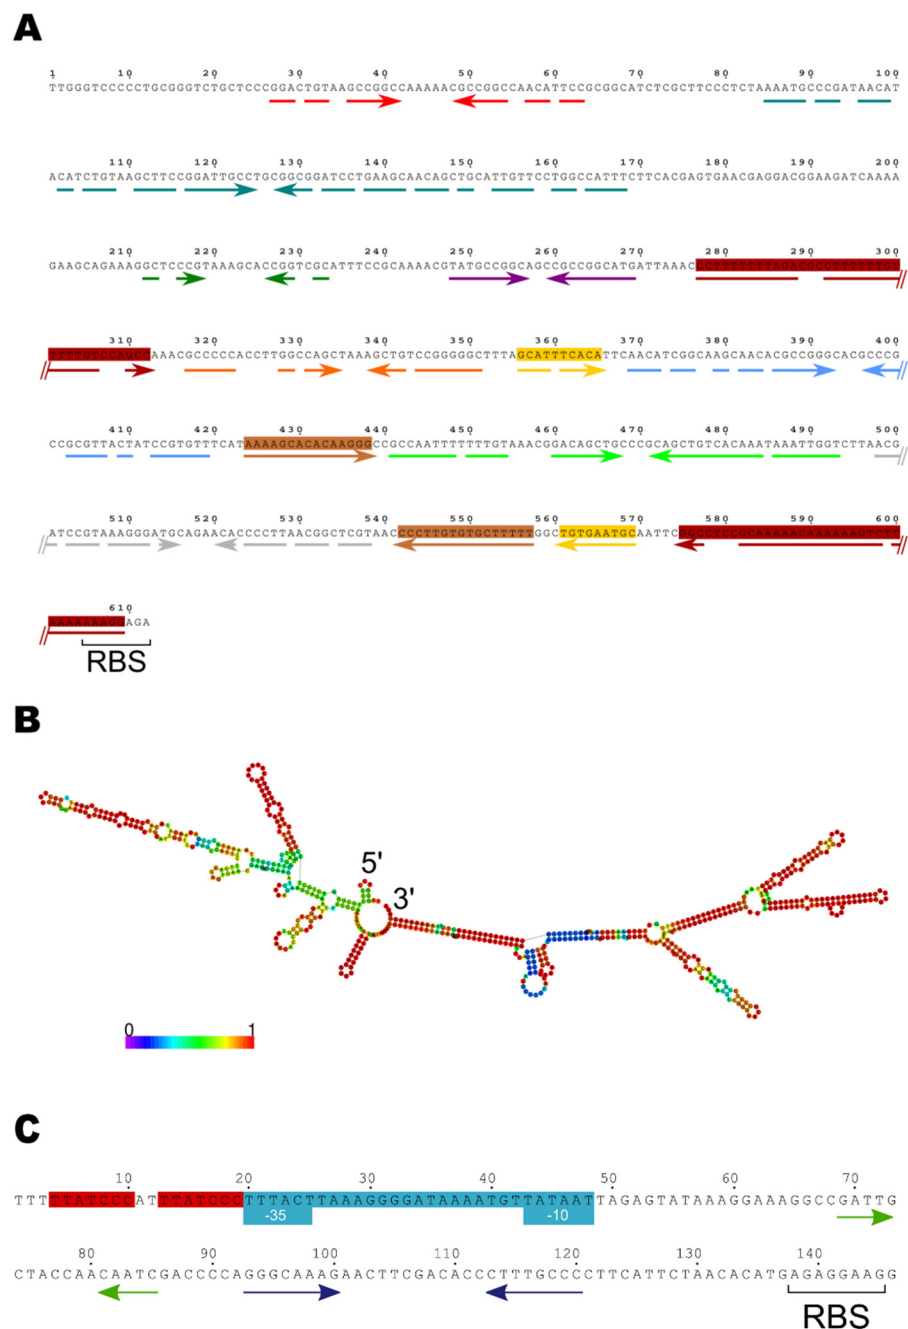 A
1 10 20 30 40 50 60 70 80 90 100
TTGGGTCCCCCTGCGGGTCTGCTCCCGGACTGTAAGCCGGCCAAAAACGCCGGCCAACATTCCGCGGCATCTCGCTTCCCTCTAAAATGCCCGATAACAT
110 120 130 140 150 160 170 180 190 200
ACATCTGTAAGCTTCCGGATTGCCTGCGGCGGATCCTGAAGCAACAGCTGCATTGTTCCTGGCCATTTCTTCACGAGTGAACGAGGACGGAAGATCAAAA
210 220 230 240 250 260 270 280 290 300
GAAGCAGAAAGGCTCCCGTAAAGCACCGGTCGCATTTCCGCAAAACGTATGCCGGCAGCCGCCGGCATGATTAAAC
310 320 330 340 350 360 370 380 390 400
AAACGCCCCCACCTTGGCCAGCTAAAGCTGTCCGGGGGCTTTAGCATTTCACATTCAACATCGGCAAGCAACACGCCGGGCACGCCCG
410 420 430 440 450 460 470 480 490 500
CCGCGTTACTATCCGTGTTTCATAAAAGCACACAAGGGCCGCCAATTTTTTTGTAAACGGACAGCTGCCCGCAGCTGTCACAAATAAATTGGTCTTAACG
510 520 530 540 550 560 570 580 590 600
ATCCGTAAAGGGATGCAGAACACCCCTTAACGGCTCGTAACCCCTTGTGTGCTTTTTGGCTGTGAATGCAATTC
610
AAAAAAAGGAGA
RBS
B
5'
3'
0 1
C
10 20 30 40 50 60 70
TTTTTATCCCATTTATCCCTTTACTTAAAGGGGATAAAATGTTATAATTAGAGTATAAAGGAAAGGCCGATTG
-35 -10
80 90 100 110 120 130 140
CTACCAACAATCGACCCCAGGGCAAAGAACTTCGACACCCTTTGCCCCTTCATTCTAACACATGAGAGGAAGG
RBS